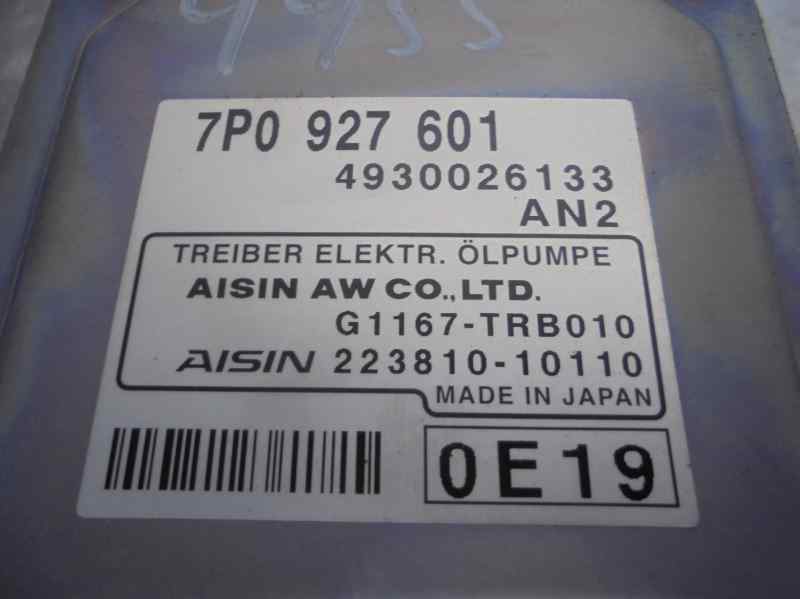 7P0 927 601
4930026133
AN2
TREIBER ELEKTR. ÖLPUMPE
AISIN AW CO.,LTD.
G1167-TRB010
AISIN 223810-10110
MADE IN JAPAN
0E19